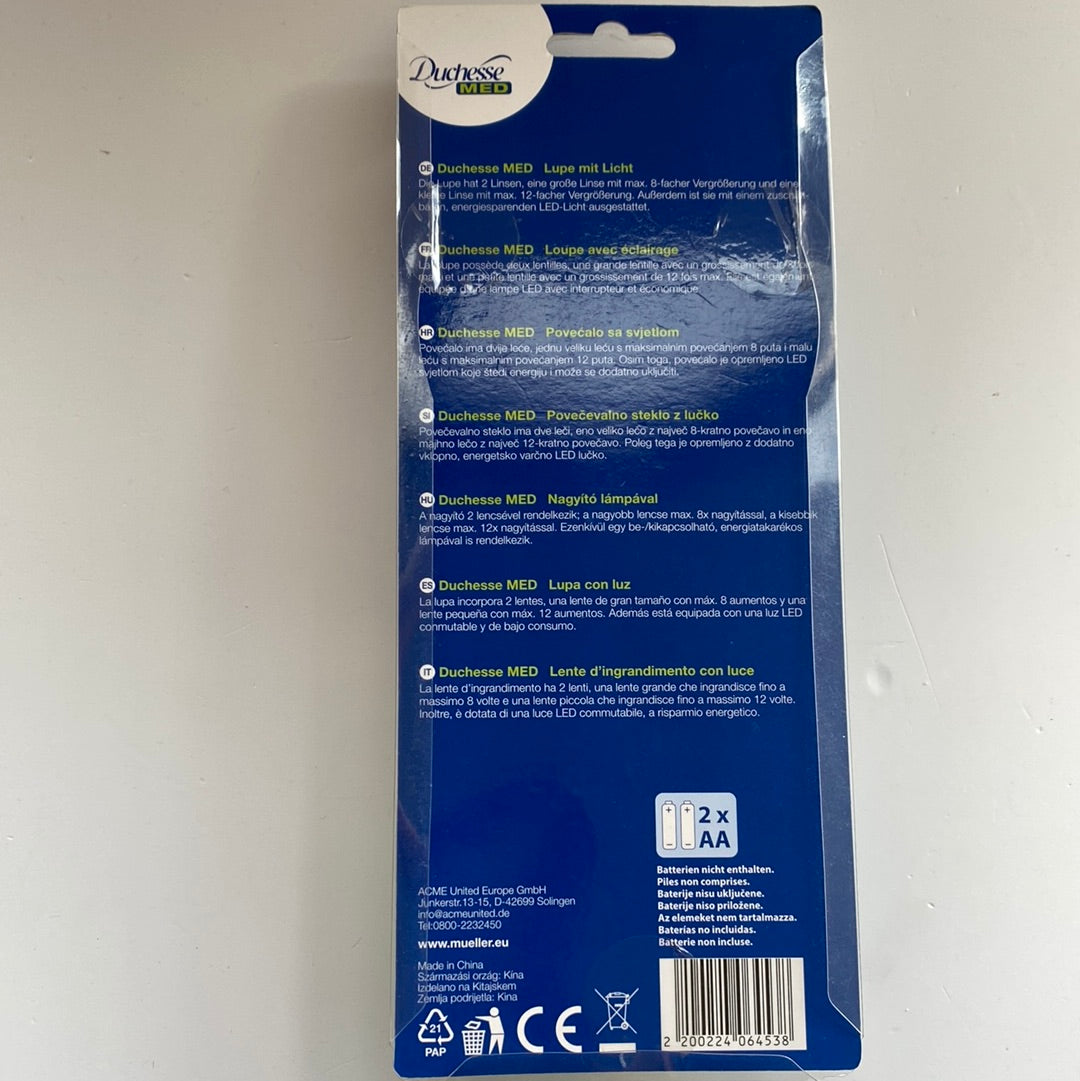 Duchesse
MED
DE Duchesse MED Lupe mit Licht
Die Lupe hat 2 Linsen, eine große Linse mit max. 8-facher Vergrößerung und eine
kleine Linse mit max. 12-facher Vergrößerung. Außerdem ist sie mit einem
energiesparenden LED-Licht ausgestattet.
FR Duchesse MED Loupe avec éclairage
La loupe possède deux lentilles, une grande lentille avec un grossissement de
et une petite lentille avec un grossissement de 12 fois max.
équipée d'une lampe LED avec interrupteur et économique.
HR Duchesse MED Povećalo sa svjetlom
Povećalo ima dvije leće, jednu veliku leću s maksimalnim povećanjem 8 puta i malu
leću s maksimalnim povećanjem 12 puta. Osim toga, povećalo je opremljeno LED
svjetlom koje štedi energiju i može se dodatno uključiti.
SI Duchesse MED Povečevalno steklo z lučko
Povečevalno steklo ima dve leči, eno veliko lečo z največ 8-kratno povečavo in eno
majhno lečo z največ 12-kratno povečavo. Poleg tega je opremljeno z dodatno
vklopno, energetsko varčno LED lučko.
HU Duchesse MED Nagyító lámpával
A nagyító 2 lencsével rendelkezik; a nagyobb lencse max. 8x nagyítással, a kisebbik
lencse max. 12x nagyítással. Ezenkívül egy be-/kikapcsolható, energiatakarékos
lámpával is rendelkezik.
ES Duchesse MED Lupa con luz
La lupa incorpora 2 lentes, una lente de gran tamaño con máx. 8 aumentos y una
lente pequeña con máx. 12 aumentos. Además está equipada con una luz LED
conmutable y de bajo consumo.
IT Duchesse MED Lente d'ingrandimento con luce
La lente d'ingrandimento ha 2 lenti, una lente grande che ingrandisce fino a
massimo 8 volte e una lente piccola che ingrandisce fino a massimo 12 volte.
Inoltre, è dotata di una luce LED commutabile, a risparmio energetico.
2 x
AA
Batterien nicht enthalten.
Piles non comprises.
Baterije nisu uključene.
Baterije niso priložene.
Az elemeket nem tartalmazza.
Baterías no incluidas.
Batterie non incluse.
ACME United Europe GmbH
Junkerstr.13-15, D-42699 Solingen
info@acmeunited.de
Tel:0800-2232450
www.mueller.eu
Made in China
Származási orzág: Kína
Izdelano na Kitajskem
Zemlja podrijetla: Kina
21
PAP
CE
2 200224 064538